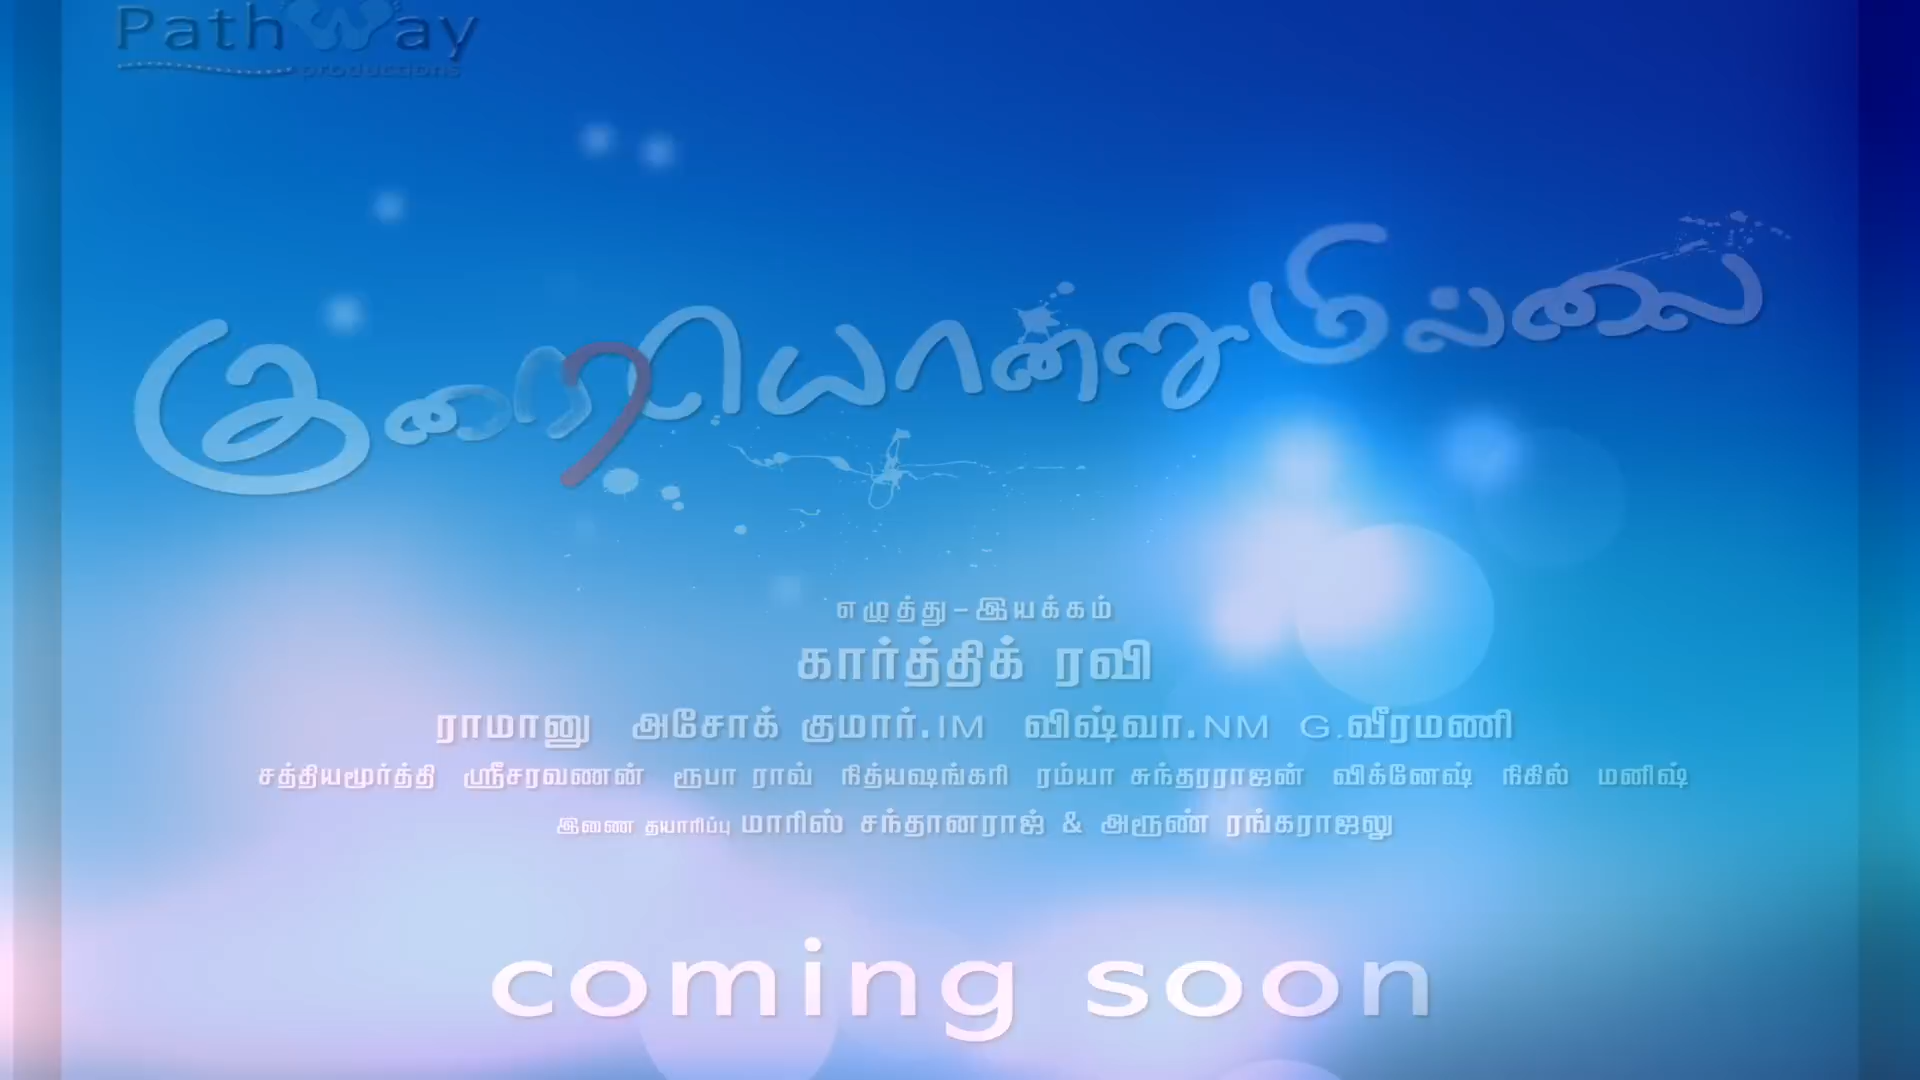 PathWay
productions
குறையொன்றுமில்லை
எழுத்து-இயக்கம்
கார்த்திக் ரவி
ராமானு அசோக் குமார்.IM விஷ்வா.NM G.வீரமணி
சத்தியமூர்த்தி ஸ்ரீசரவணன் ரூபா ராவ் நித்யஷங்கரி ரம்யா சுந்தரராஜன் விக்னேஷ் நிகில் மனிஷ்
இணை தயாரிப்பு மாரிஸ் சந்தானராஜ் & அரூண் ரங்கராஜலு
coming soon